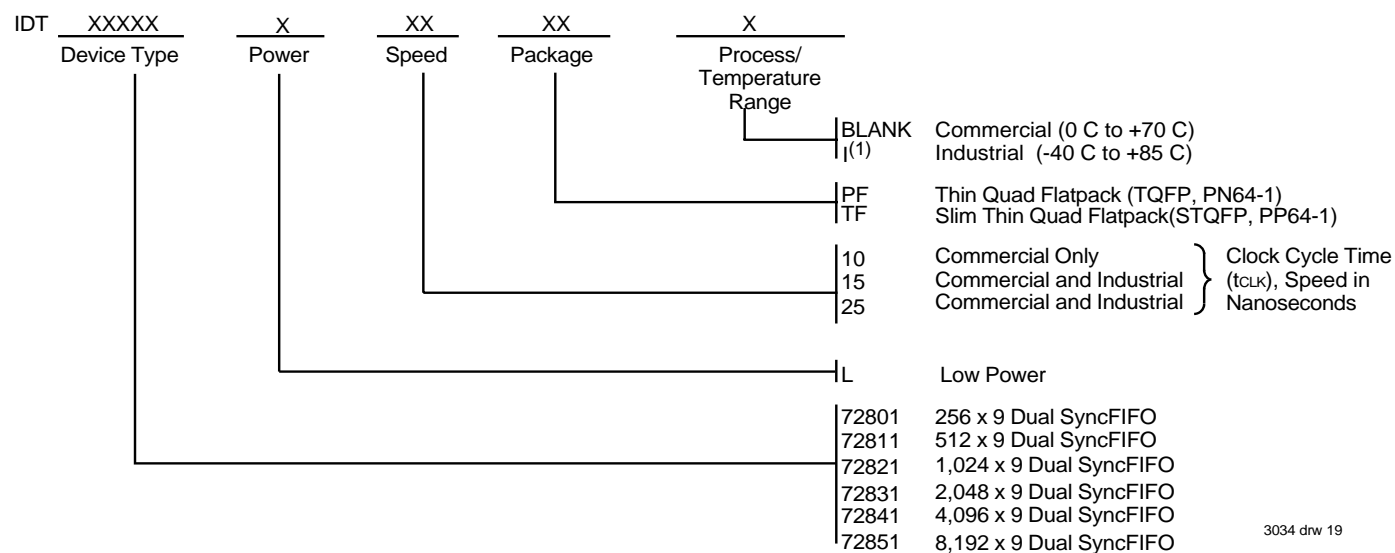 IDT XXXXX X XX XX X
Device Type Power Speed Package Process/
Temperature
Range
BLANK Commercial (0 C to +70 C)
I(1) Industrial (-40 C to +85 C)
PF Thin Quad Flatpack (TQFP, PN64-1)
TF Slim Thin Quad Flatpack(STQFP, PP64-1)
10 Commercial Only Clock Cycle Time
15 Commercial and Industrial (tCLK), Speed in
25 Commercial and Industrial Nanoseconds
L Low Power
72801 256 x 9 Dual SyncFIFO
72811 512 x 9 Dual SyncFIFO
72821 1,024 x 9 Dual SyncFIFO
72831 2,048 x 9 Dual SyncFIFO
72841 4,096 x 9 Dual SyncFIFO
72851 8,192 x 9 Dual SyncFIFO
3034 drw 19